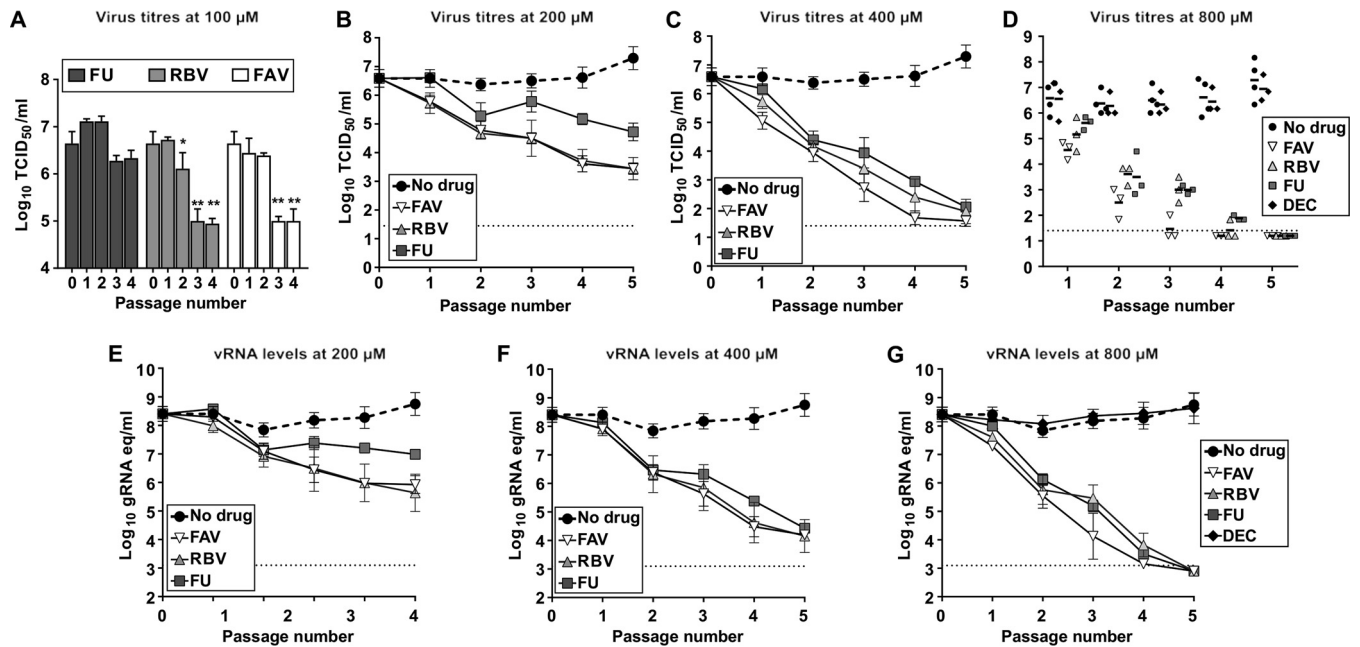 A
Virus titres at 100 µM
FU
RBV
FAV
Log10 TCID50/ml
8
7
6
5
4
*
** **
** **
0 1 2 3 4 0 1 2 3 4 0 1 2 3 4
Passage number
B
Virus titres at 200 µM
Log10 TCID50/ml
9
8
7
6
5
4
3
2
1
0
No drug
FAV
RBV
FU
0 1 2 3 4 5
Passage number
C
Virus titres at 400 µM
Log10 TCID50/ml
9
8
7
6
5
4
3
2
1
0
No drug
FAV
RBV
FU
0 1 2 3 4 5
Passage number
D
Virus titres at 800 µM
9
8
7
6
5
4
3
2
1
0
No drug
FAV
RBV
FU
DEC
1 2 3 4 5
Passage number
E
vRNA levels at 200 µM
Log10 gRNA eq/ml
10
9
8
7
6
5
4
3
2
No drug
FAV
RBV
FU
0 1 2 2 3 4
Passage number
F
vRNA levels at 400 µM
Log10 gRNA eq/ml
10
9
8
7
6
5
4
3
2
No drug
FAV
RBV
FU
0 1 2 3 4 5
Passage number
G
vRNA levels at 800 µM
Log10 gRNA eq/ml
10
9
8
7
6
5
4
3
2
No drug
FAV
RBV
FU
DEC
0 1 2 3 4 5
Passage number